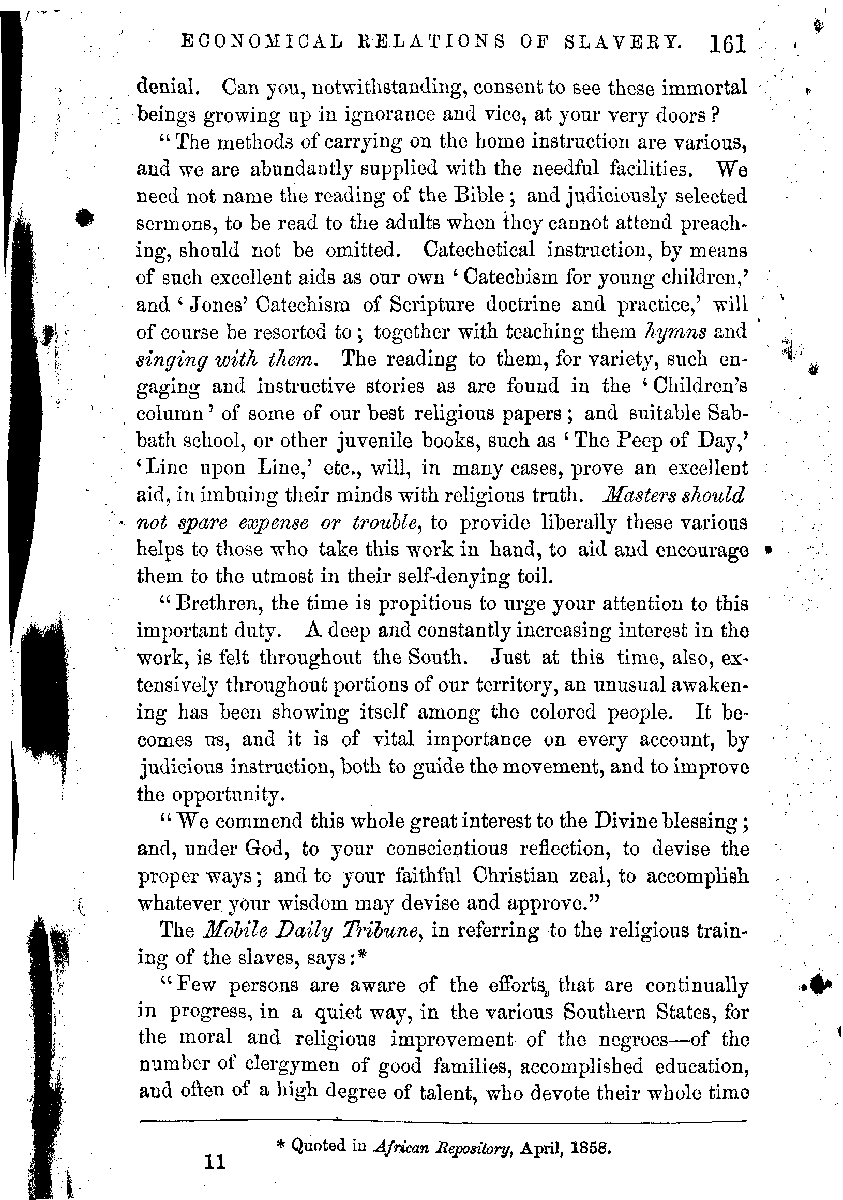 ECONOMICAL RELATIONS OF SLAVERY. 161
denial. Can you, notwithstanding, consent to see these immortal
beings growing up in ignorance and vice, at your very doors?
“The methods of carrying on the home instruction are various,
and we are abundantly supplied with the needful facilities. We
need not name the reading of the Bible; and judiciously selected
sermons, to be read to the adults when they cannot attend preach-
ing, should not be omitted. Catechetical instruction, by means
of such excellent aids as our own ‘Catechism for young children,’
and ‘Jones’ Catechism of Scripture doctrine and practice,’ will
of course be resorted to; together with teaching them hymns and
singing with them. The reading to them, for variety, such en-
gaging and instructive stories as are found in the ‘Children’s
column’ of some of our best religious papers; and suitable Sab-
bath school, or other juvenile books, such as ‘The Peep of Day,’
‘Line upon Line,’ etc., will, in many cases, prove an excellent
aid, in imbuing their minds with religious truth. Masters should
not spare expense or trouble, to provide liberally these various
helps to those who take this work in hand, to aid and encourage
them to the utmost in their self-denying toil.
“Brethren, the time is propitious to urge your attention to this
important duty. A deep and constantly increasing interest in the
work, is felt throughout the South. Just at this time, also, ex-
tensively throughout portions of our territory, an unusual awaken-
ing has been showing itself among the colored people. It be-
comes us, and it is of vital importance on every account, by
judicious instruction, both to guide the movement, and to improve
the opportunity.
“We commend this whole great interest to the Divine blessing;
and, under God, to your conscientious reflection, to devise the
proper ways; and to your faithful Christian zeal, to accomplish
whatever your wisdom may devise and approve.”
The Mobile Daily Tribune, in referring to the religious train-
ing of the slaves, says:*
“Few persons are aware of the efforts, that are continually
in progress, in a quiet way, in the various Southern States, for
the moral and religious improvement of the negroes—of the
number of clergymen of good families, accomplished education,
and often of a high degree of talent, who devote their whole time
* Quoted in African Repository, April, 1858.
11